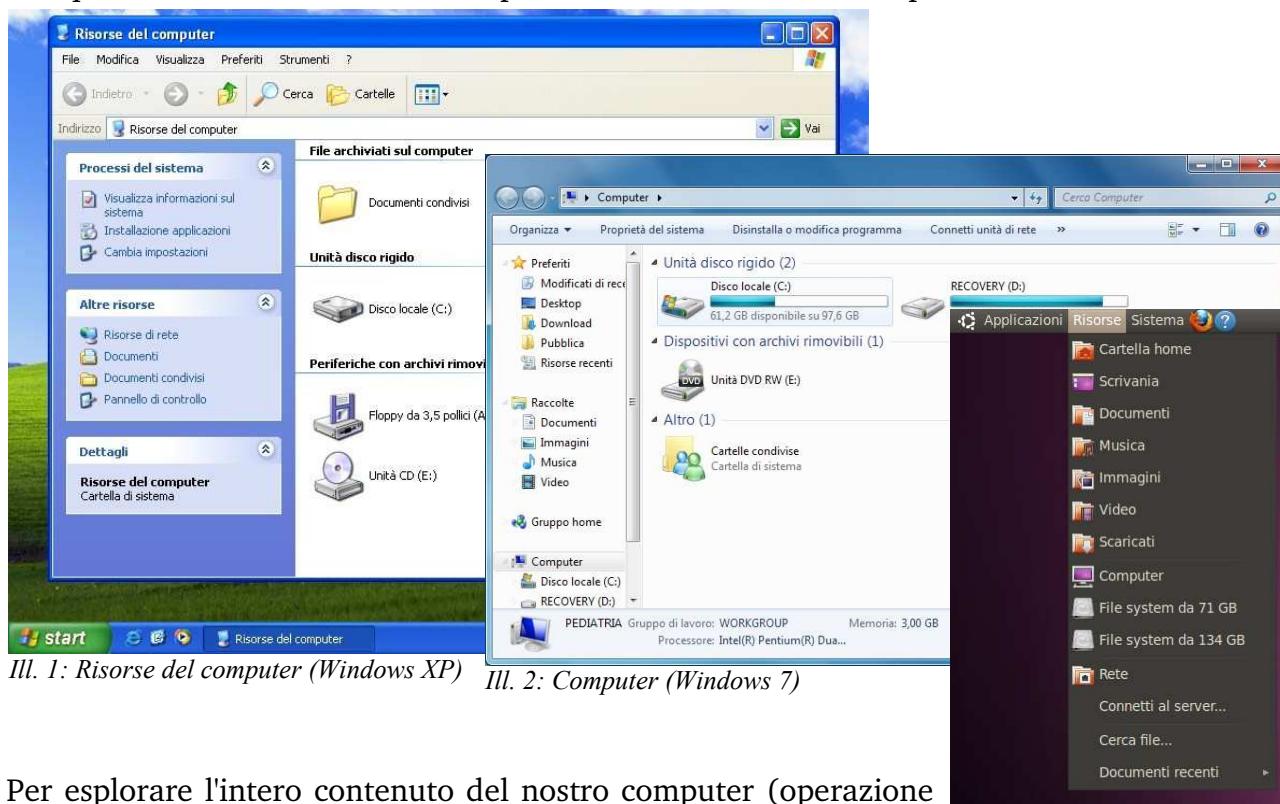 Risorse del computer
File Modifica Visualizza Preferiti Strumenti ?
Indietro Cerca Cartelle
Indirizzo Risorse del computer Vai
Processi del sistema
Visualizza informazioni sul
sistema
Installazione applicazioni
Cambia impostazioni
Altre risorse
Risorse di rete
Documenti
Documenti condivisi
Pannello di controllo
Dettagli
Risorse del computer
Cartella di sistema
File archiviati sul computer
Documenti condivisi
Unità disco rigido
Disco locale (C:)
Periferiche con archivi rimovi
Floppy da 3,5 pollici (A
Unità CD (E:)
start Risorse del computer
Ill. 1: Risorse del computer (Windows XP)
Computer
Cerca Computer
Organizza Proprietà del sistema Disinstalla o modifica programma Connetti unità di rete »
Preferiti
Modificati di rece
Desktop
Download
Pubblica
Risorse recenti
Raccolte
Documenti
Immagini
Musica
Video
Gruppo home
Computer
Disco locale (C:)
RECOVERY (D:)
Unità disco rigido (2)
Disco locale (C:)
61,2 GB disponibile su 97,6 GB
RECOVERY (D:)
Dispositivi con archivi rimovibili (1)
DVD
Unità DVD RW (E:)
Altro (1)
Cartelle condivise
Cartella di sistema
PEDIATRIA Gruppo di lavoro: WORKGROUP Memoria: 3,00 GB
Processore: Intel(R) Pentium(R) Dua...
Ill. 2: Computer (Windows 7)
Applicazioni Risorse Sistema ?
Cartella home
Scrivania
Documenti
Musica
Immagini
Video
Scaricati
Computer
File system da 71 GB
File system da 134 GB
Rete
Connetti al server...
Cerca file...
Documenti recenti
Per esplorare l'intero contenuto del nostro computer (operazione